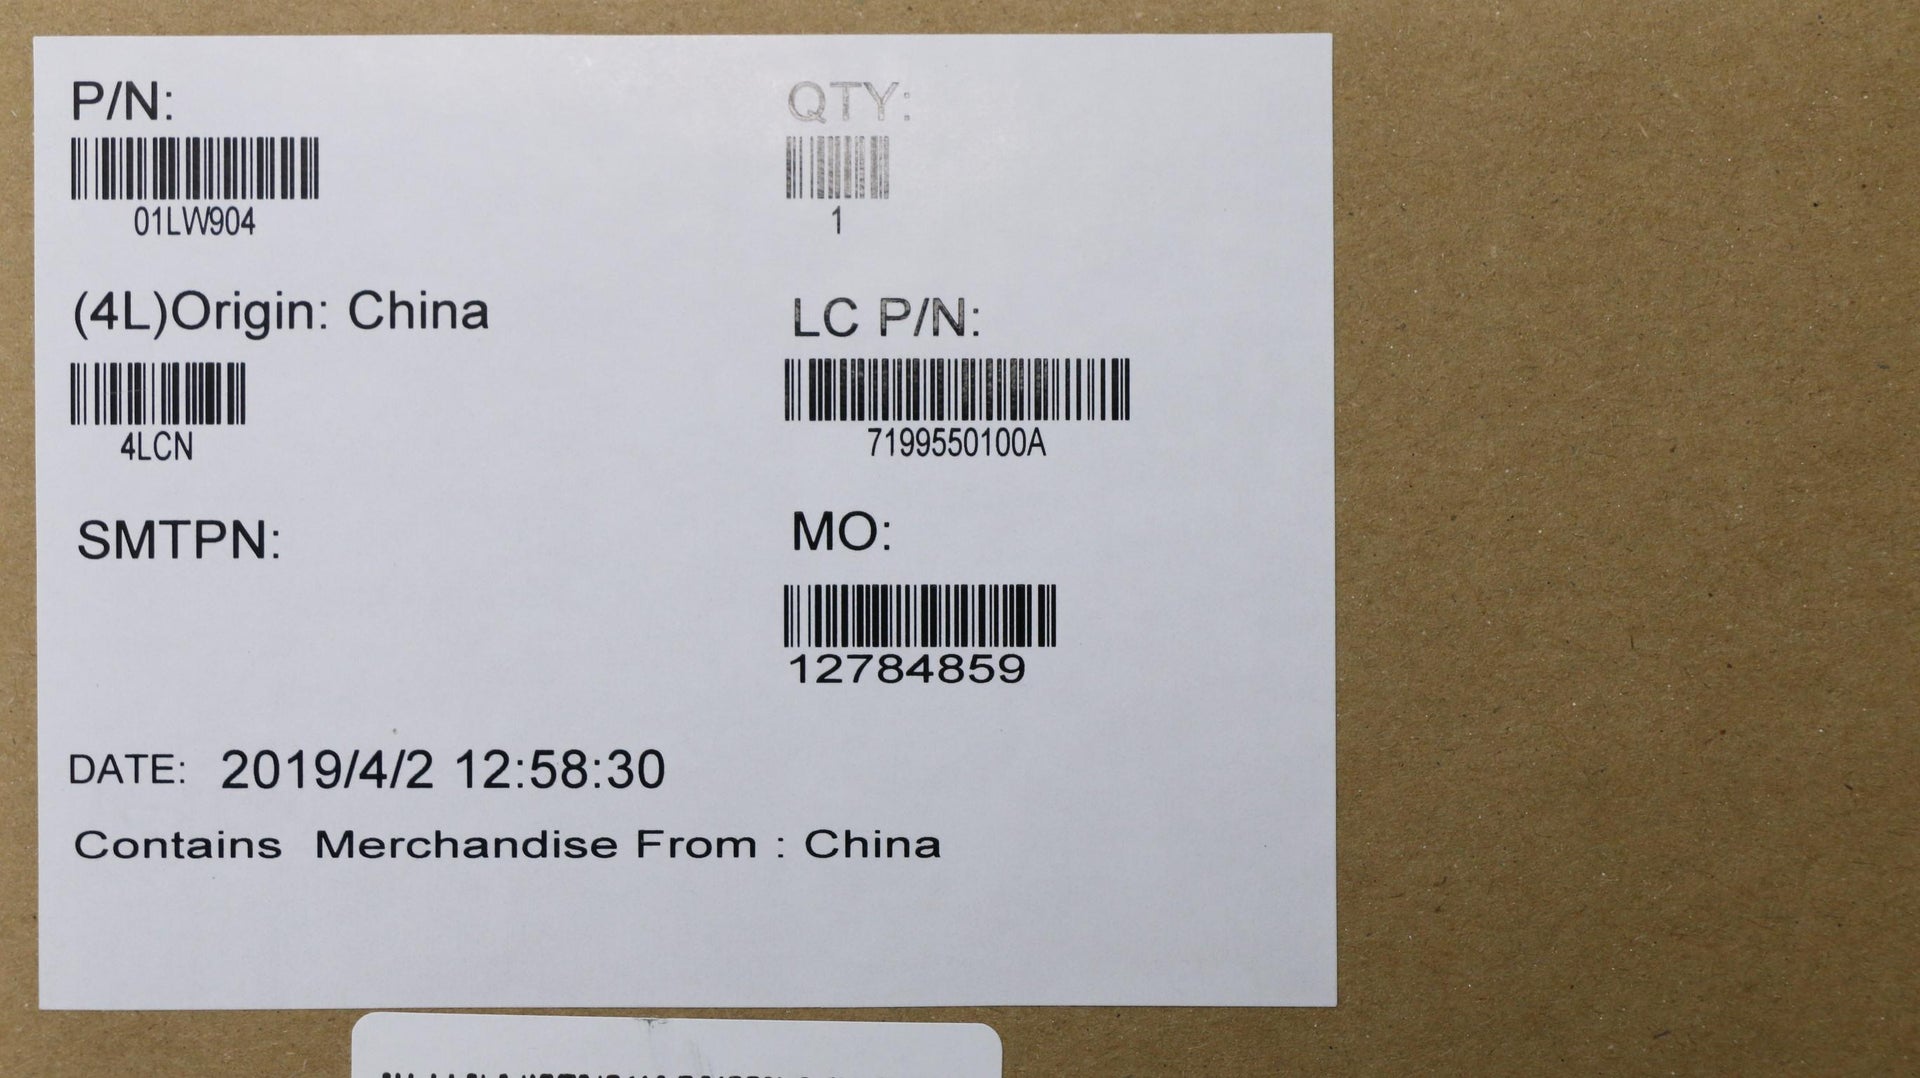 P/N:
01LW904
QTY:
1
(4L)Origin: China
4LCN
LC P/N:
7199550100A
SMTPN:
MO:
12784859
DATE: 2019/4/2 12:58:30
Contains Merchandise From : China